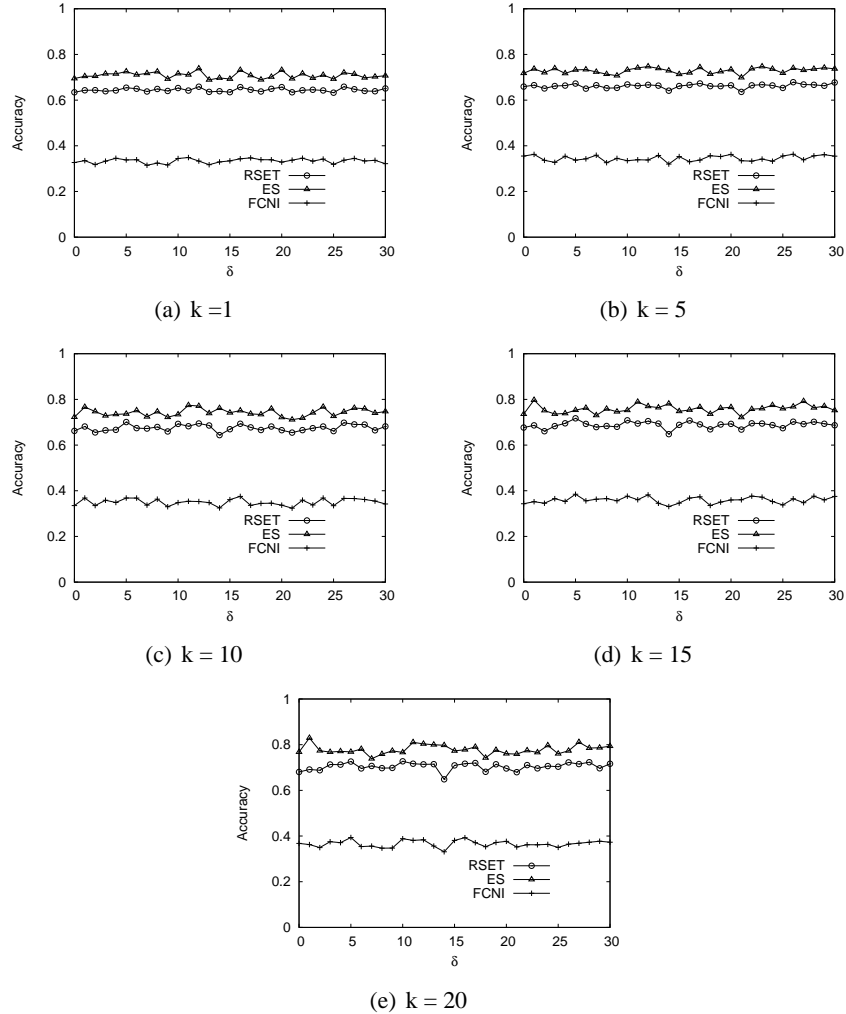 1
0.8
0.6
0.4
0.2
0
Accuracy
RSET
ES
FCNI
0 5 10 15 20 25 30
δ
(a) k =1
1
0.8
0.6
0.4
0.2
0
Accuracy
RSET
ES
FCNI
0 5 10 15 20 25 30
δ
(b) k = 5
1
0.8
0.6
0.4
0.2
0
Accuracy
RSET
ES
FCNI
0 5 10 15 20 25 30
δ
(c) k = 10
1
0.8
0.6
0.4
0.2
0
Accuracy
RSET
ES
FCNI
0 5 10 15 20 25 30
δ
(d) k = 15
1
0.8
0.6
0.4
0.2
0
Accuracy
RSET
ES
FCNI
0 5 10 15 20 25 30
δ
(e) k = 20